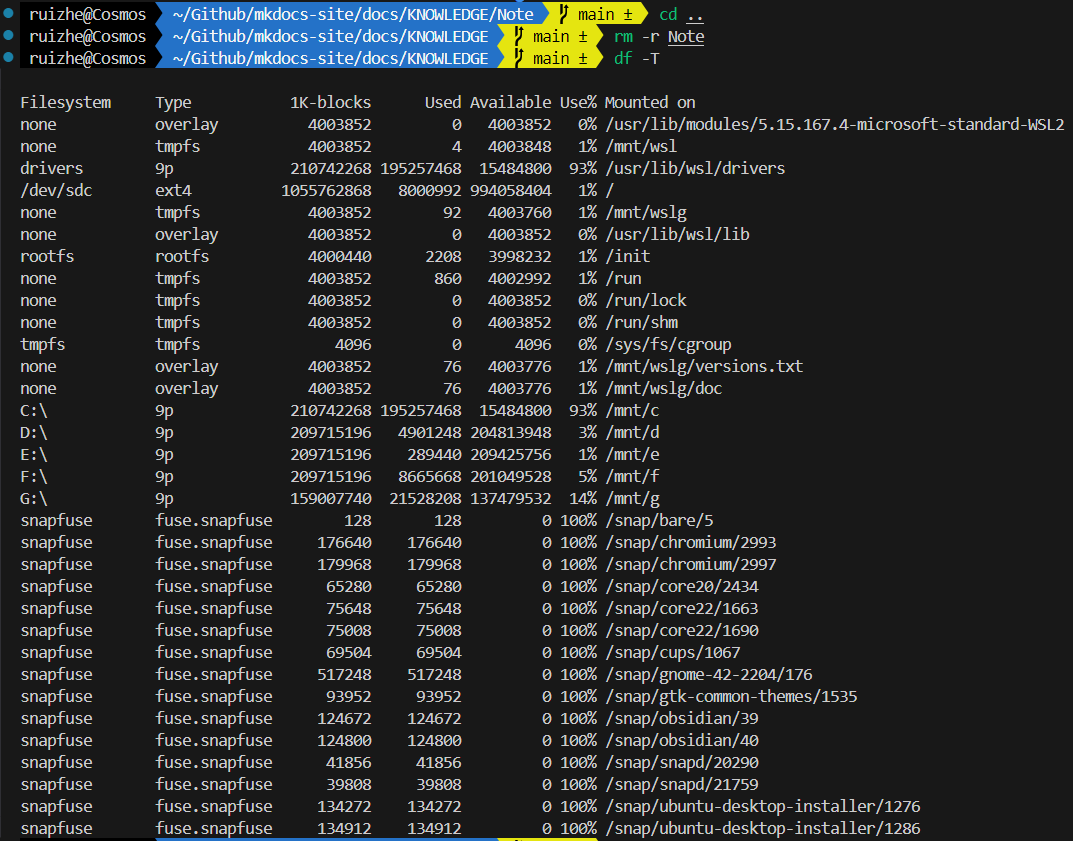 ruizhe@Cosmos ~/Github/mkdocs-site/docs/KNOWLEDGE/Note main ± cd ..
ruizhe@Cosmos ~/Github/mkdocs-site/docs/KNOWLEDGE main ± rm -r Note
ruizhe@Cosmos ~/Github/mkdocs-site/docs/KNOWLEDGE main ± df -T
Filesystem Type 1K-blocks Used Available Use% Mounted on
none overlay 4003852 0 4003852 0% /usr/lib/modules/5.15.167.4-microsoft-standard-WSL2
none tmpfs 4003852 4 4003848 1% /mnt/wsl
drivers 9p 210742268 195257468 15484800 93% /usr/lib/wsl/drivers
/dev/sdc ext4 1055762868 8000992 994058404 1% /
none tmpfs 4003852 92 4003760 1% /mnt/wslg
none overlay 4003852 0 4003852 0% /usr/lib/wsl/lib
rootfs rootfs 4000440 2208 3998232 1% /init
none tmpfs 4003852 860 4002992 1% /run
none tmpfs 4003852 0 4003852 0% /run/lock
none tmpfs 4003852 0 4003852 0% /run/shm
tmpfs tmpfs 4096 0 4096 0% /sys/fs/cgroup
none overlay 4003852 76 4003776 1% /mnt/wslg/versions.txt
none overlay 4003852 76 4003776 1% /mnt/wslg/doc
C:\ 9p 210742268 195257468 15484800 93% /mnt/c
D:\ 9p 209715196 4901248 204813948 3% /mnt/d
E:\ 9p 209715196 289440 209425756 1% /mnt/e
F:\ 9p 209715196 8665668 201049528 5% /mnt/f
G:\ 9p 159007740 21528208 137479532 14% /mnt/g
snapfuse fuse.snapfuse 128 128 0 100% /snap/bare/5
snapfuse fuse.snapfuse 176640 176640 0 100% /snap/chromium/2993
snapfuse fuse.snapfuse 179968 179968 0 100% /snap/chromium/2997
snapfuse fuse.snapfuse 65280 65280 0 100% /snap/core20/2434
snapfuse fuse.snapfuse 75648 75648 0 100% /snap/core22/1663
snapfuse fuse.snapfuse 75008 75008 0 100% /snap/core22/1690
snapfuse fuse.snapfuse 69504 69504 0 100% /snap/cups/1067
snapfuse fuse.snapfuse 517248 517248 0 100% /snap/gnome-42-2204/176
snapfuse fuse.snapfuse 93952 93952 0 100% /snap/gtk-common-themes/1535
snapfuse fuse.snapfuse 124672 124672 0 100% /snap/obsidian/39
snapfuse fuse.snapfuse 124800 124800 0 100% /snap/obsidian/40
snapfuse fuse.snapfuse 41856 41856 0 100% /snap/snapd/20290
snapfuse fuse.snapfuse 39808 39808 0 100% /snap/snapd/21759
snapfuse fuse.snapfuse 134272 134272 0 100% /snap/ubuntu-desktop-installer/1276
snapfuse fuse.snapfuse 134912 134912 0 100% /snap/ubuntu-desktop-installer/1286